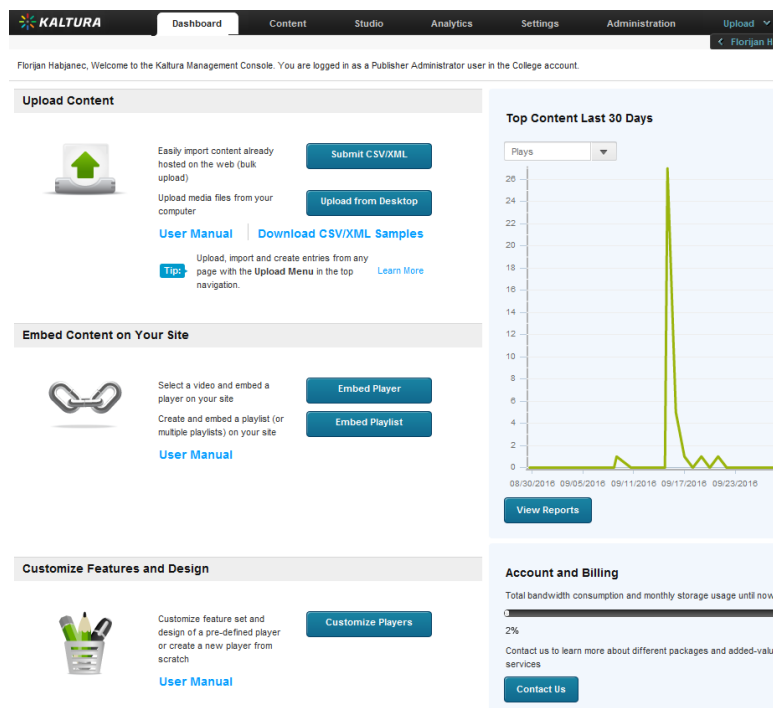 KALTURA
Dashboard
Content
Studio
Analytics
Settings
Administration
Upload
Florijan
Florijan Habjanec, Welcome to the Kaltura Management Console. You are logged in as a Publisher Administrator user in the College account.
Upload Content
Easily import content already
hosted on the web (bulk
upload)
Submit CSV/XML
Upload media files from your
computer
Upload from Desktop
User Manual
Download CSV/XML Samples
Tip:
Upload, import and create entries from any
page with the Upload Menu in the top
navigation.
Learn More
Embed Content on Your Site
Select a video and embed a
player on your site
Embed Player
Create and embed a playlist (or
multiple playlists) on your site
Embed Playlist
User Manual
Customize Features and Design
Customize feature set and
design of a pre-defined player
or create a new player from
scratch
Customize Players
User Manual
Top Content Last 30 Days
Plays
26
24
22
20
18
16
14
12
10
8
6
4
2
0
08/30/2016 09/05/2016 09/11/2016 09/17/2016 09/23/2016
View Reports
Account and Billing
Total bandwidth consumption and monthly storage usage until now
2%
Contact us to learn more about different packages and added-valu
services
Contact Us